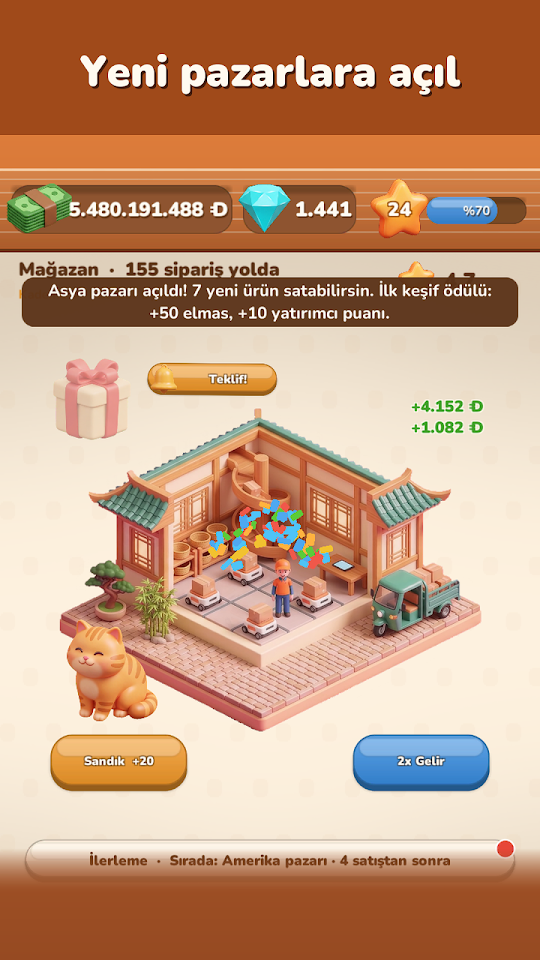 Yeni pazarlara açıl
5.480.191.488 Đ
1.441
24
%70
Mağazan · 155 sipariş yolda
Asya pazarı açıldı! 7 yeni ürün satabilirsin. İlk keşif ödülü:
+50 elmas, +10 yatırımcı puanı.
Teklif!
+4.152 Đ
+1.082 Đ
Sandık +20
2x Gelir
İlerleme · Sırada: Amerika pazarı · 4 satıştan sonra